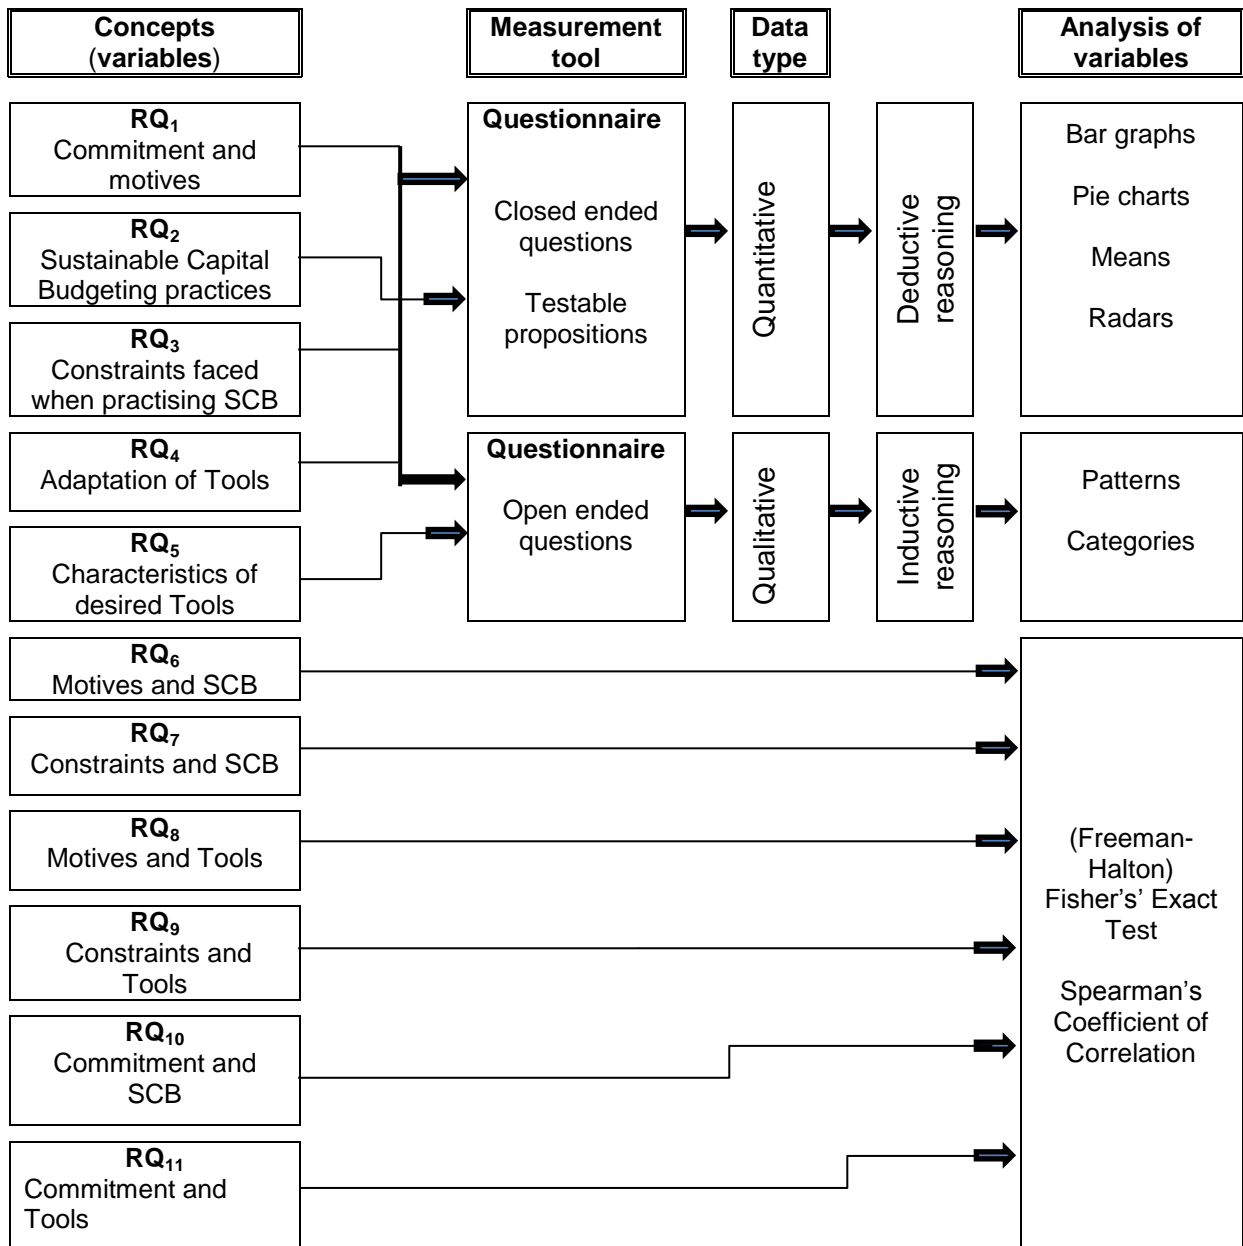 Concepts
(variables)
Measurement
tool
Data
type
Analysis of
variables
RQ1
Commitment and
motives
RQ2
Sustainable Capital
Budgeting practices
RQ3
Constraints faced
when practising SCB
RQ4
Adaptation of Tools
RQ5
Characteristics of
desired Tools
Questionnaire
Closed ended
questions
Testable
propositions
Quantitative
Deductive
reasoning
Bar graphs
Pie charts
Means
Radars
Questionnaire
Open ended
questions
Qualitative
Inductive
reasoning
Patterns
Categories
RQ6
Motives and SCB
RQ7
Constraints and SCB
RQ8
Motives and Tools
RQ9
Constraints and
Tools
RQ10
Commitment and
SCB
RQ11
Commitment and
Tools
(Freeman-
Halton)
Fisher’s’ Exact
Test
Spearman’s
Coefficient of
Correlation